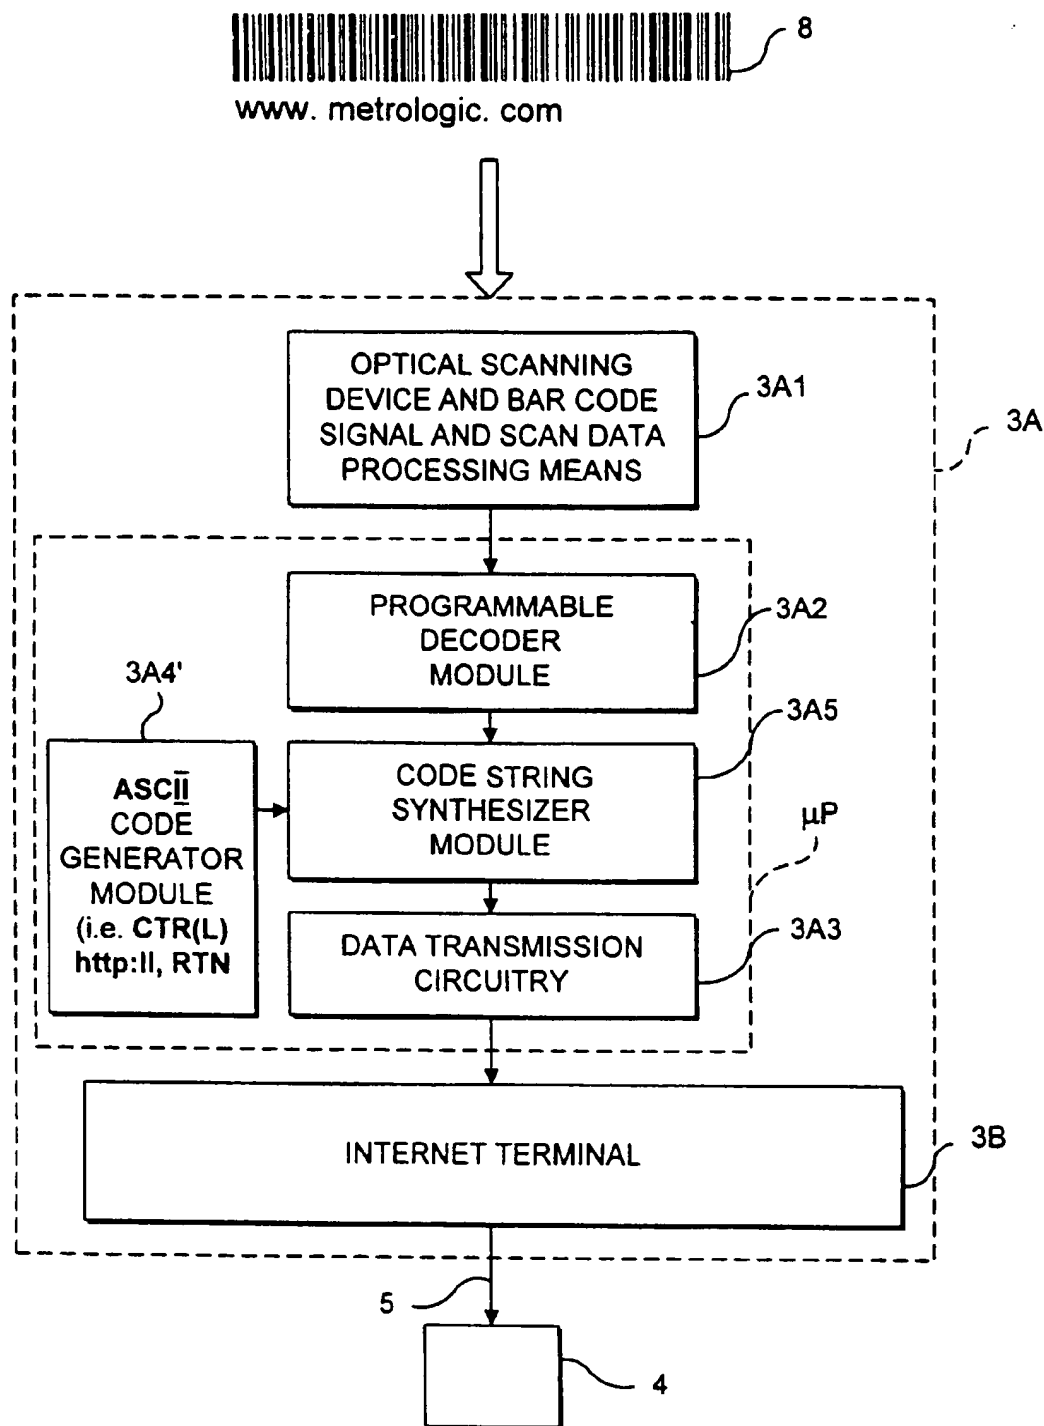 8
www. metrologic. com
OPTICAL SCANNING
DEVICE AND BAR CODE
SIGNAL AND SCAN DATA
PROCESSING MEANS
3A1
3A
PROGRAMMABLE
DECODER
MODULE
3A2
3A4'
3A5
ASCII
CODE
GENERATOR
MODULE
(i.e. CTR(L)
http:II, RTN
CODE STRING
SYNTHESIZER
MODULE
μP
DATA TRANSMISSION
CIRCUITRY
3A3
INTERNET TERMINAL
3B
5
4